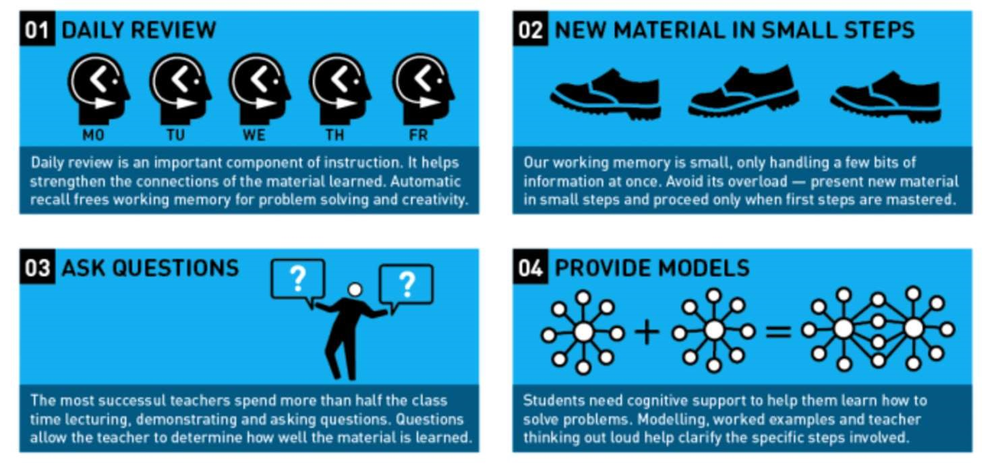 01 DAILY REVIEW
MO TU WE TH FR
Daily review is an important component of instruction. It helps
strengthen the connections of the material learned. Automatic
recall frees working memory for problem solving and creativity.
02 NEW MATERIAL IN SMALL STEPS
Our working memory is small, only handling a few bits of
information at once. Avoid its overload — present new material
in small steps and proceed only when first steps are mastered.
03 ASK QUESTIONS
? ?
The most successul teachers spend more than half the class
time lecturing, demonstrating and asking questions. Questions
allow the teacher to determine how well the material is learned.
04 PROVIDE MODELS
+ =
Students need cognitive support to help them learn how to
solve problems. Modelling, worked examples and teacher
thinking out loud help clarify the specific steps involved.